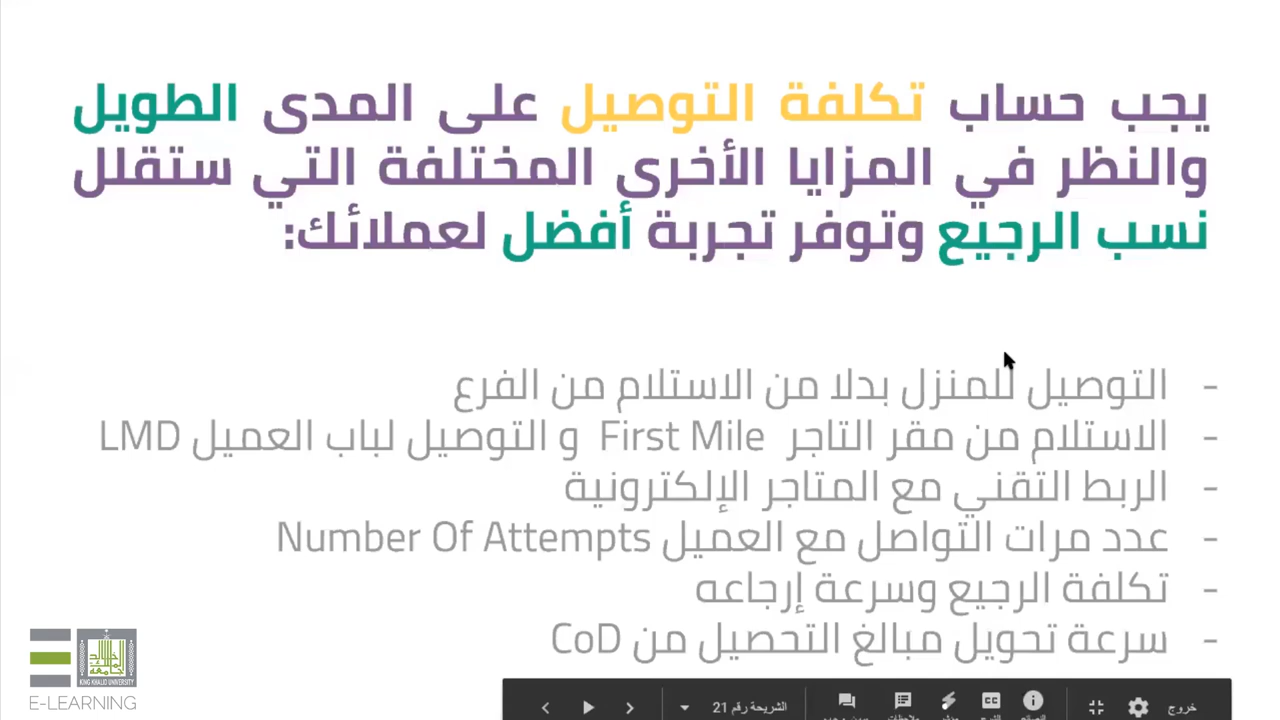 يجب حساب تكلفة التوصيل على المدى الطويل
والنظر في المزايا الأخرى المختلفة التي ستقلل
نسب الرجيع وتوفر تجربة أفضل لعملائك:
- التوصيل للمنزل بدلا من الاستلام من الفرع
- الاستلام من مقر التاجر First Mile و التوصيل لباب العميل LMD
- الربط التقني مع المتاجر الإلكترونية
- عدد مرات التواصل مع العميل Number Of Attempts
- تكلفة الرجيع وسرعة إرجاعه
- سرعة تحويل مبالغ التحصيل من CoD
KING KHALID UNIVERSITY
E-LEARNING
الشريحة رقم 21
خروج